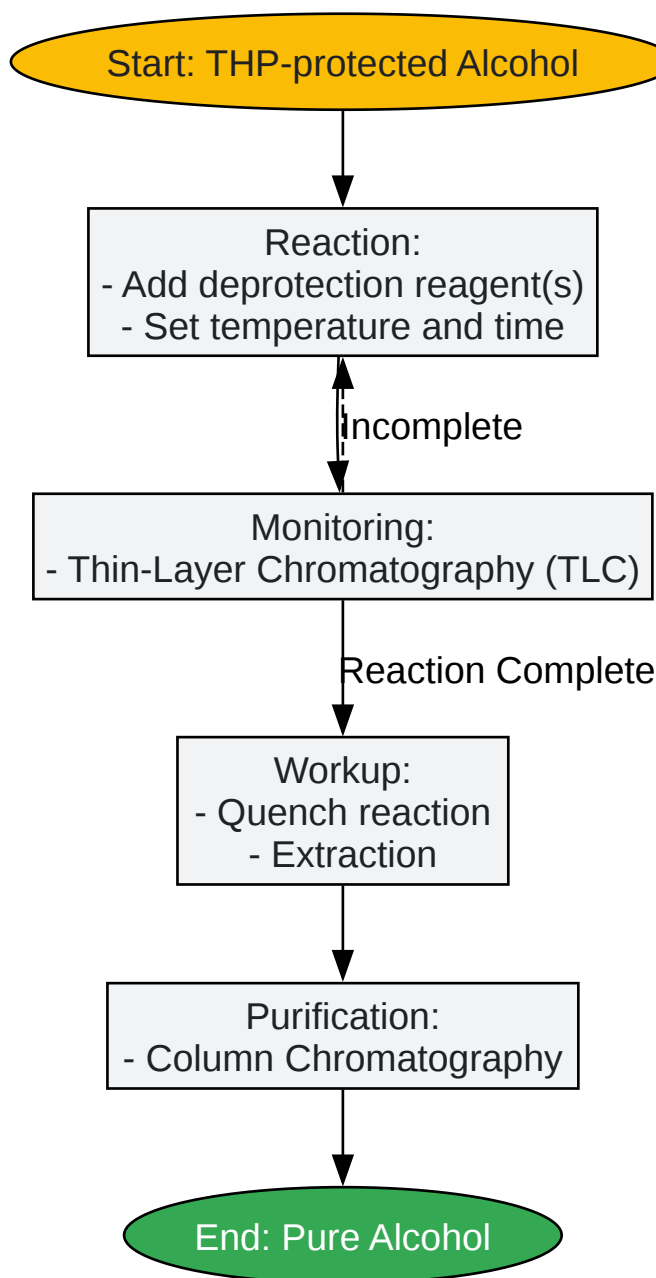 Start: THP-protected Alcohol
Reaction:
- Add deprotection reagent(s)
- Set temperature and time
Incomplete
Monitoring:
- Thin-Layer Chromatography (TLC)
Reaction Complete
Workup:
- Quench reaction
- Extraction
Purification:
- Column Chromatography
End: Pure Alcohol